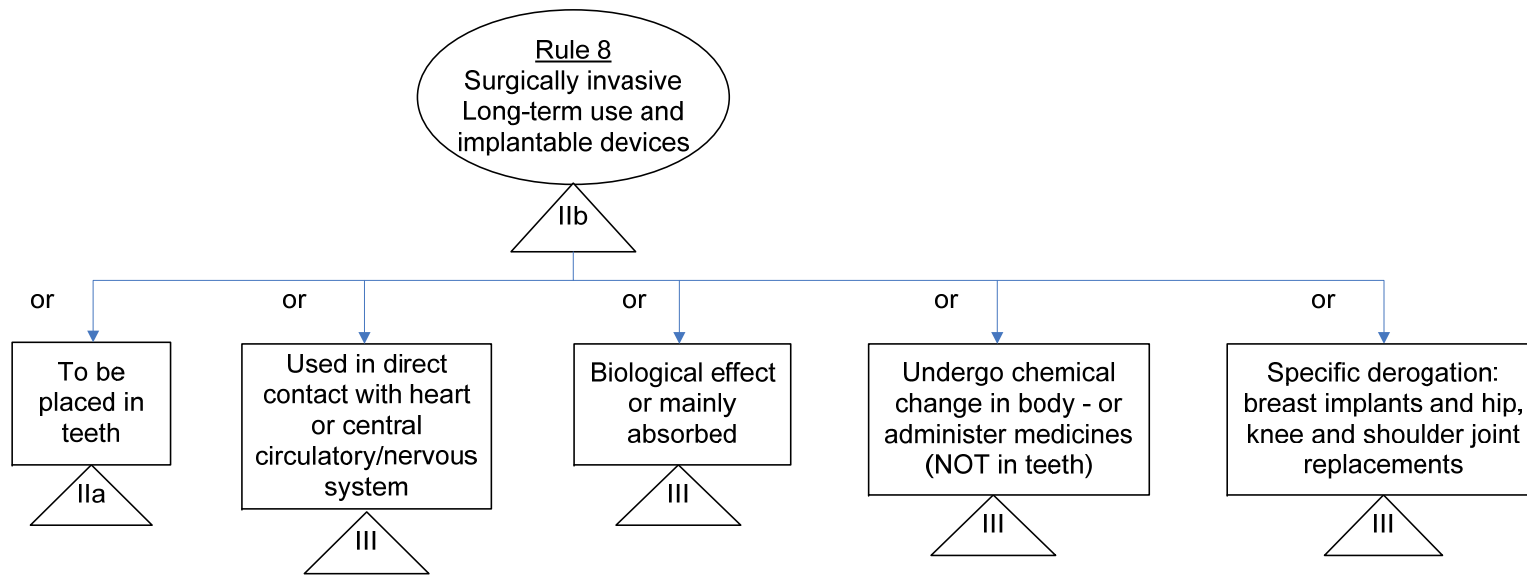 Rule 8
Surgically invasive
Long-term use and
implantable devices
IIb
or
or
or
or
or
To be
placed in
teeth
IIa
Used in direct
contact with heart
or central
circulatory/nervous
system
III
Biological effect
or mainly
absorbed
III
Undergo chemical
change in body - or
administer medicines
(NOT in teeth)
III
Specific derogation:
breast implants and hip,
knee and shoulder joint
replacements
III